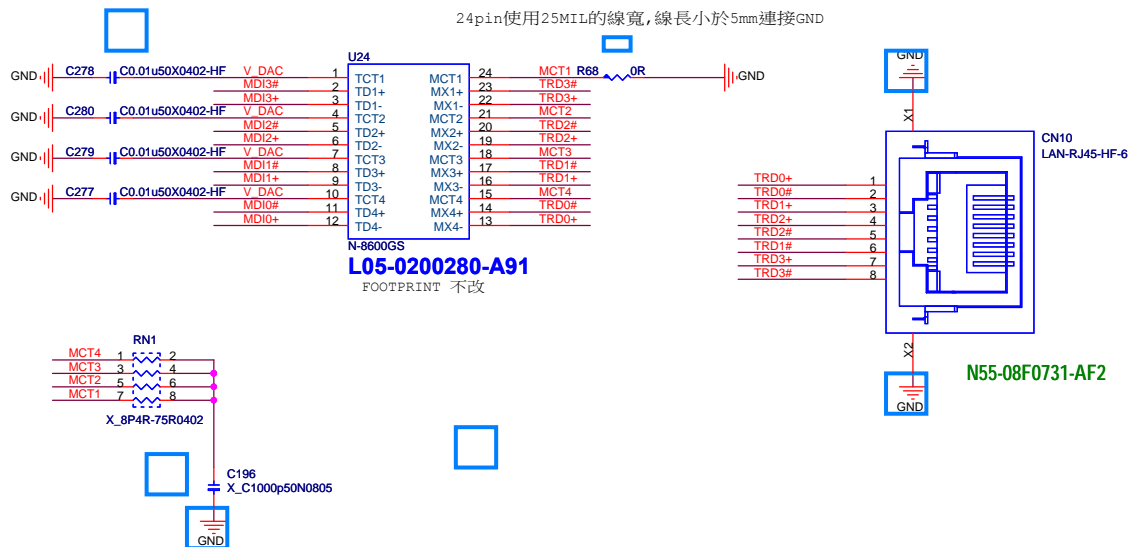 24pin使用25MIL的線寬,線長小於5mm連接GND
U24
GND C278 C0.01u50X0402-HF V_DAC 1 TCT1 MCT1 24 MCT1 R68 0R GND
MDI3# 2 TD1+ MX1+ 23 TRD3#
MDI3+ 3 TD1- MX1- 22 TRD3+
GND C280 C0.01u50X0402-HF V_DAC 4 TCT2 MCT2 21 MCT2
MDI2# 5 TD2+ MX2+ 20 TRD2#
MDI2+ 6 TD2- MX2- 19 TRD2+
GND C279 C0.01u50X0402-HF V_DAC 7 TCT3 MCT3 18 MCT3
MDI1# 8 TD3+ MX3+ 17 TRD1#
MDI1+ 9 TD3- MX3- 16 TRD1+
GND C277 C0.01u50X0402-HF V_DAC 10 TCT4 MCT4 15 MCT4
MDI0# 11 TD4+ MX4+ 14 TRD0#
MDI0+ 12 TD4- MX4- 13 TRD0+
N-8600GS
L05-0200280-A91
FOOTPRINT 不改
GND
X1
CN10
LAN-RJ45-HF-6
TRD0+ 1
TRD0# 2
TRD1+ 3
TRD2+ 4
TRD2# 5
TRD1# 6
TRD3+ 7
TRD3# 8
X2
GND
N55-08F0731-AF2
RN1
MCT4 1 2
MCT3 3 4
MCT2 5 6
MCT1 7 8
X_8P4R-75R0402
C196
X_C1000p50N0805
GND